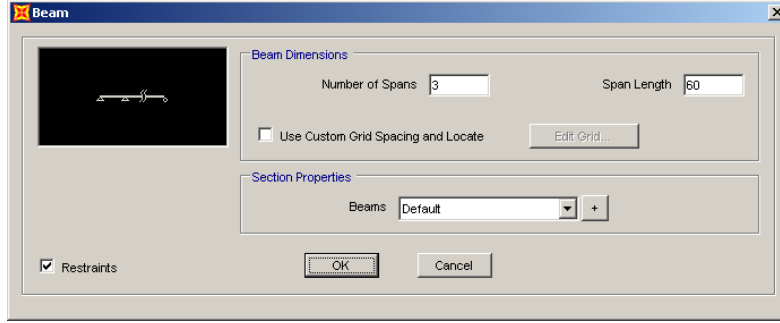 Beam
Beam Dimensions
Number of Spans 3 Span Length 60
Use Custom Grid Spacing and Locate Edit Grid...
Section Properties
Beams Default +
Restraints OK Cancel